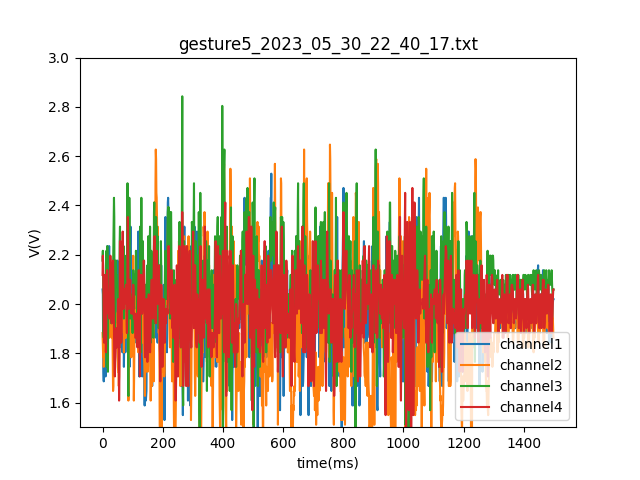 gesture5_2023_05_30_22_40_17.txt
3.0
2.8
2.6
2.4
2.2
2.0
1.8
1.6
V(V)
channel1
channel2
channel3
channel4
0 200 400 600 800 1000 1200 1400
time(ms)